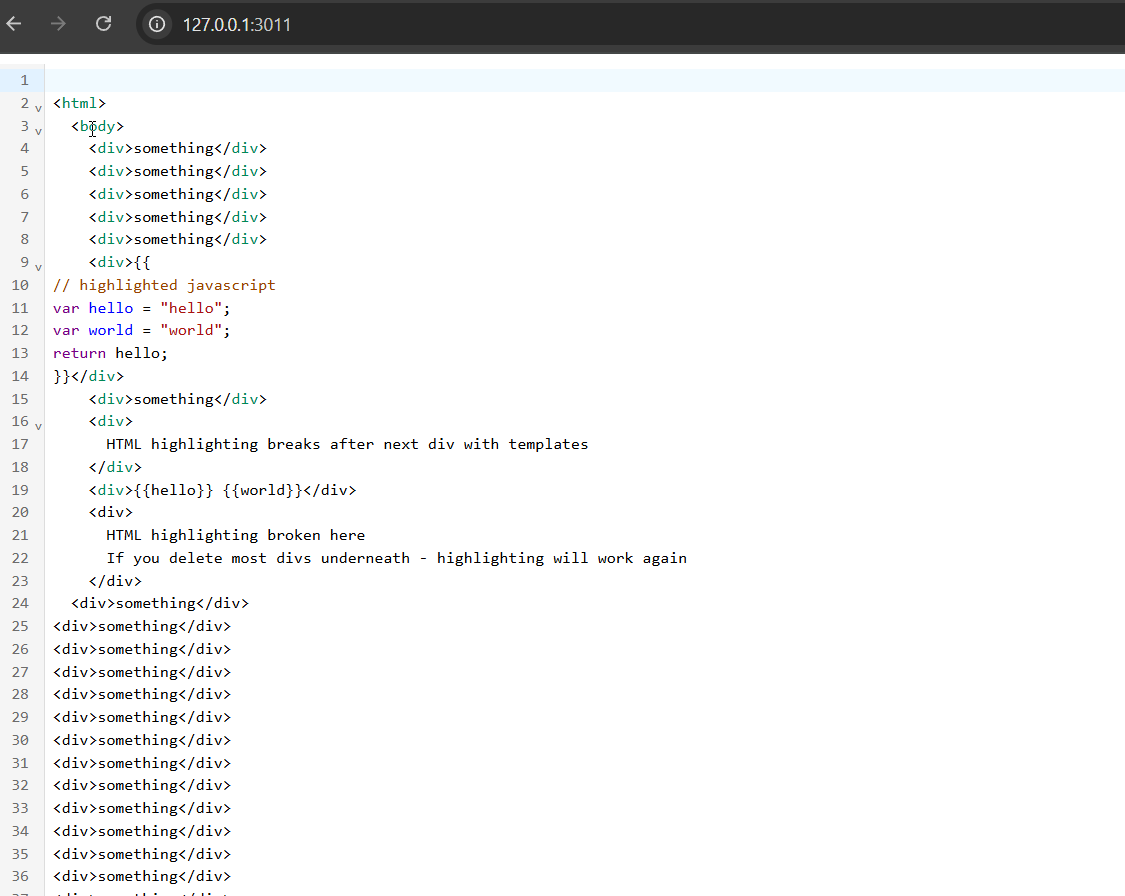 127.0.0.1:3011
1
2 <html>
3 <body>
4 <div>something</div>
5 <div>something</div>
6 <div>something</div>
7 <div>something</div>
8 <div>something</div>
9 <div>{{
10 // highlighted javascript
11 var hello = "hello";
12 var world = "world";
13 return hello;
14 }}</div>
15 <div>something</div>
16 <div>
17 HTML highlighting breaks after next div with templates
18 </div>
19 <div>{{hello}} {{world}}</div>
20 <div>
21 HTML highlighting broken here
22 If you delete most divs underneath - highlighting will work again
23 </div>
24 <div>something</div>
25 <div>something</div>
26 <div>something</div>
27 <div>something</div>
28 <div>something</div>
29 <div>something</div>
30 <div>something</div>
31 <div>something</div>
32 <div>something</div>
33 <div>something</div>
34 <div>something</div>
35 <div>something</div>
36 <div>something</div>